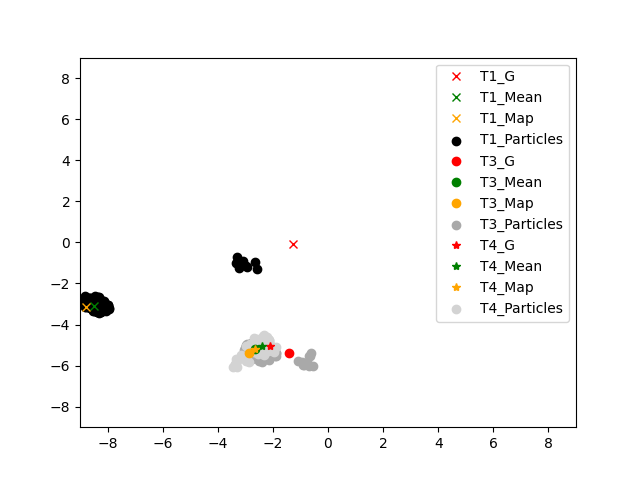 8
6
4
2
0
−2
−4
−6
−8
−8 −6 −4 −2 0 2 4 6 8
T1_G
T1_Mean
T1_Map
T1_Particles
T3_G
T3_Mean
T3_Map
T3_Particles
T4_G
T4_Mean
T4_Map
T4_Particles